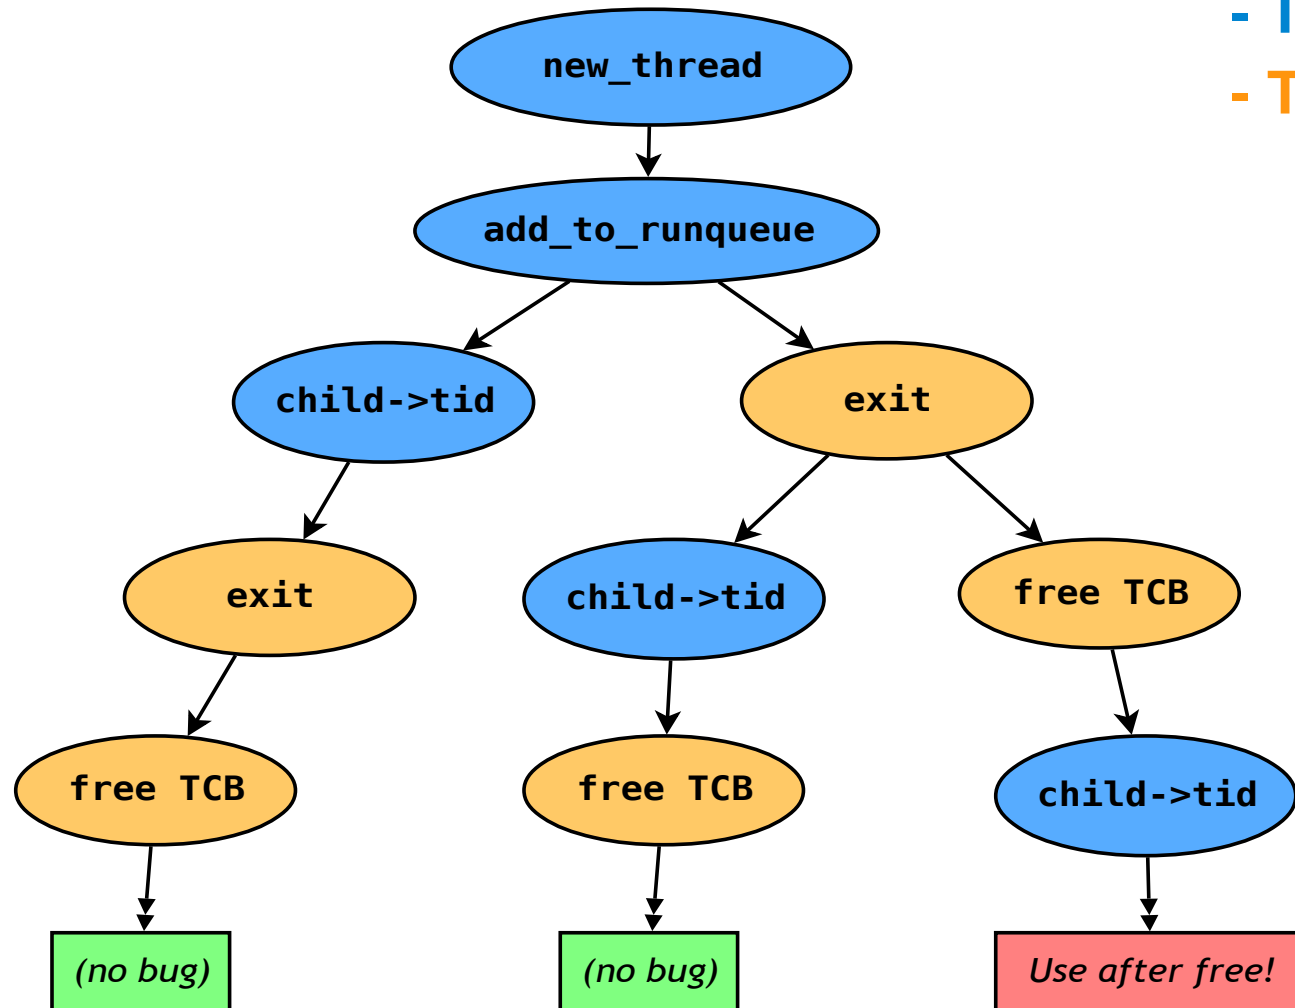 - T
- T
new_thread
add_to_runqueue
child->tid
exit
exit
child->tid
free TCB
free TCB
free TCB
child->tid
(no bug)
(no bug)
Use after free!